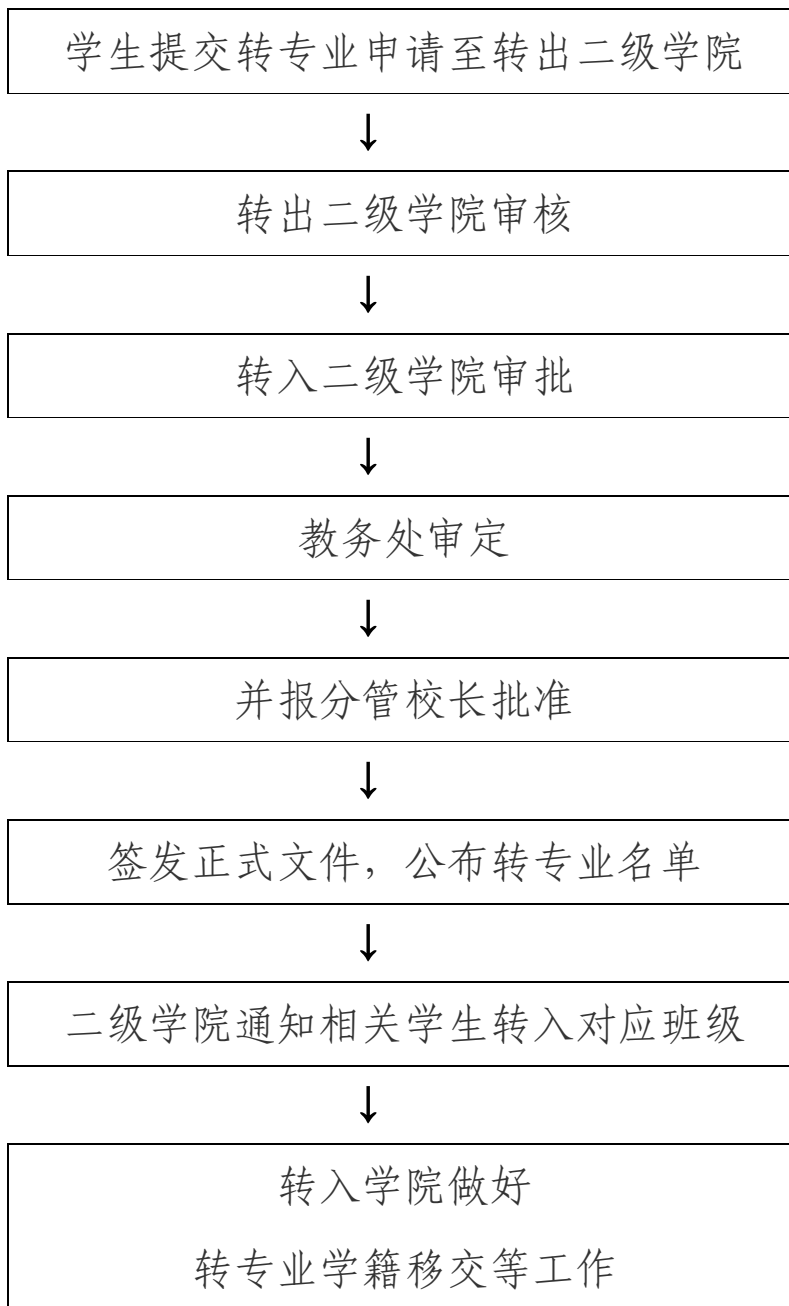 学生提交转专业申请至转出二级学院
↓
转出二级学院审核
↓
转入二级学院审批
↓
教务处审定
↓
并报分管校长批准
↓
签发正式文件，公布转专业名单
↓
二级学院通知相关学生转入对应班级
↓
转入学院做好
转专业学籍移交等工作